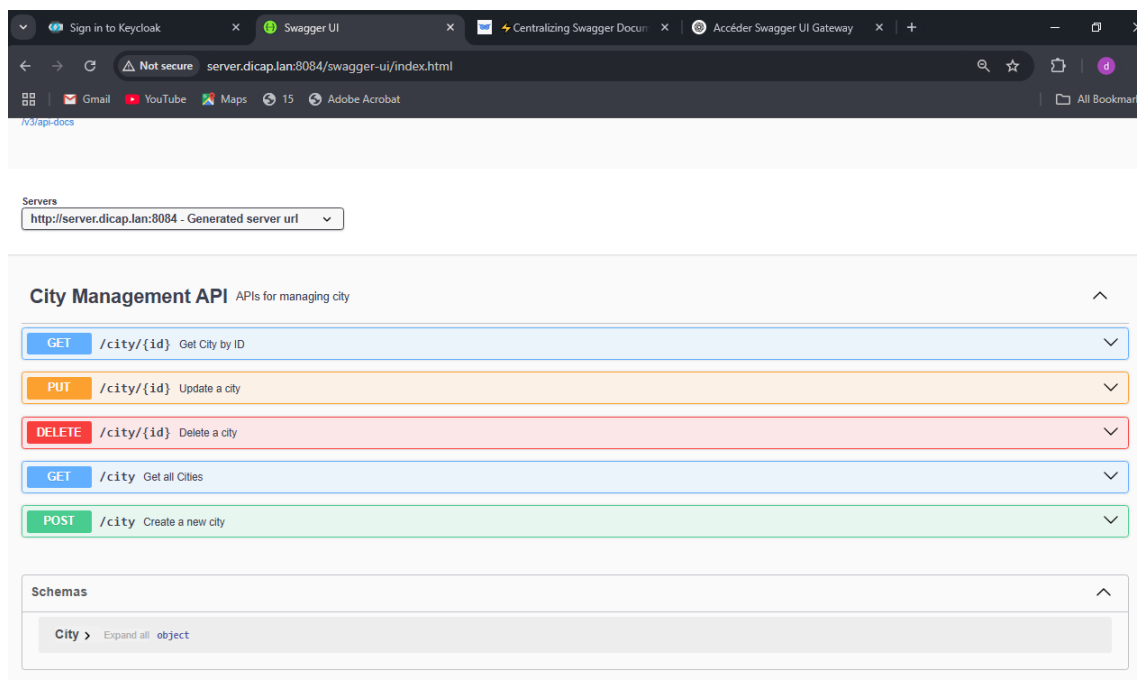 Sign in to Keycloak
Swagger UI
Centralizing Swagger Docum
Accéder Swagger UI Gateway
Not secure server.dicap.lan:8084/swagger-ui/index.html
d
Gmail YouTube Maps 15 Adobe Acrobat
All Bookmar
/v3/api-docs
Servers
http://server.dicap.lan:8084 - Generated server url
City Management API APIs for managing city
GET /city/{id} Get City by ID
PUT /city/{id} Update a city
DELETE /city/{id} Delete a city
GET /city Get all Cities
POST /city Create a new city
Schemas
City Expand all object